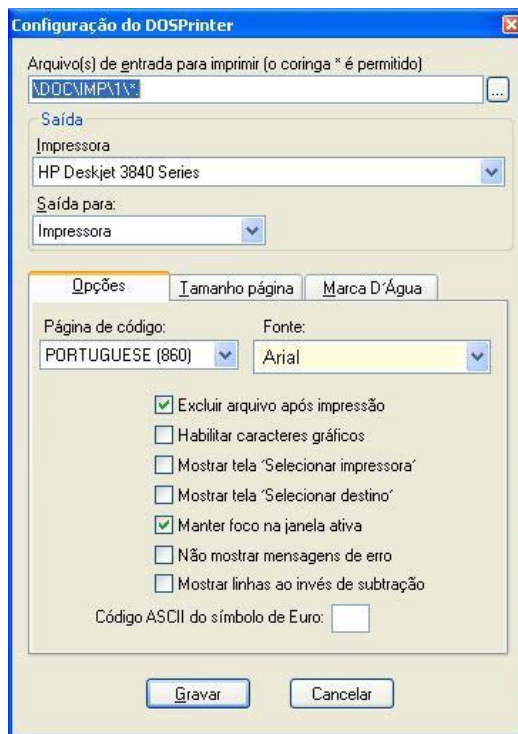 Configuração do DOSPrinter
Arquivo(s) de entrada para imprimir (o coringa * é permitido)
\DOC\IMP\1\*.
...
Saída
Impressora
HP Deskjet 3840 Series
Saída para:
Impressora
Opções Tamanho página Marca D´Água
Página de código: Fonte:
PORTUGUESE (860) Arial
Excluir arquivo após impressão
Habilitar caracteres gráficos
Mostrar tela ´Selecionar impressora´
Mostrar tela ´Selecionar destino´
Manter foco na janela ativa
Não mostrar mensagens de erro
Mostrar linhas ao invés de subtração
Código ASCII do símbolo de Euro:
Gravar Cancelar